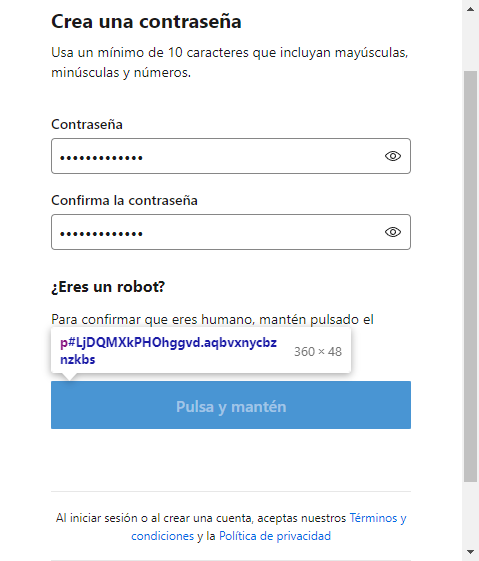 Crea una contraseña
Usa un mínimo de 10 caracteres que incluyan mayúsculas,
minúsculas y números.
Contraseña
•••••••••••••
Confirma la contraseña
•••••••••••••
¿Eres un robot?
Para confirmar que eres humano, mantén pulsado el
p#LjDQMXkPHOhggvd.aqbvxnycbz
nzkbs
360 × 48
Pulsa y mantén
Al iniciar sesión o al crear una cuenta, aceptas nuestros Términos y
condiciones y la Política de privacidad